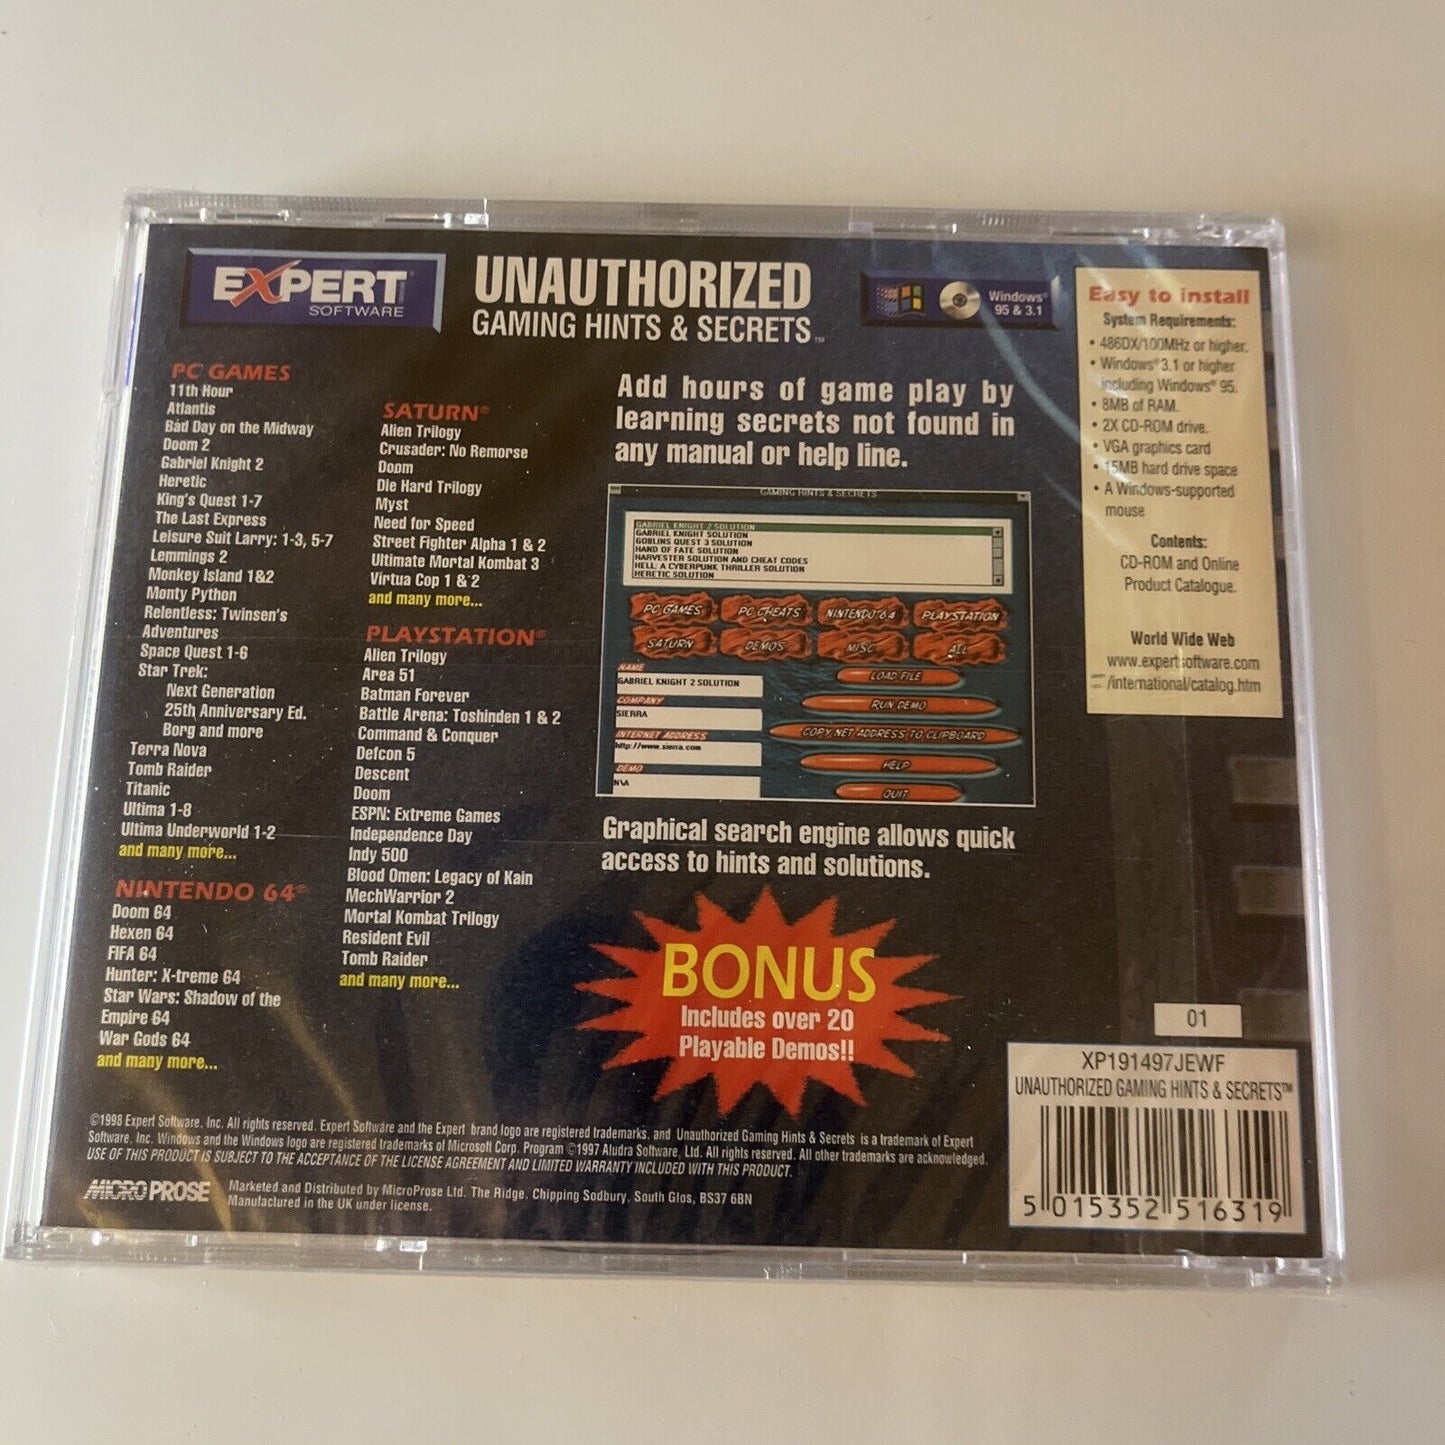 EXPERT
SOFTWARE
UNAUTHORIZED
GAMING HINTS & SECRETS™
Windows®
95 & 3.1
PC GAMES
11th Hour
Atlantis
Bad Day on the Midway
Doom 2
Gabriel Knight 2
Heretic
King's Quest 1-7
The Last Express
Leisure Suit Larry: 1-3, 5-7
Lemmings 2
Monkey Island 1&2
Monty Python
Relentless: Twinsen's
Adventures
Space Quest 1-6
Star Trek:
Next Generation
25th Anniversary Ed.
Borg and more
Terra Nova
Tomb Raider
Titanic
Ultima 1-8
Ultima Underworld 1-2
and many more...
NINTENDO 64®
Doom 64
Hexen 64
FIFA 64
Hunter: X-treme 64
Star Wars: Shadow of the
Empire 64
War Gods 64
and many more...
SATURN®
Alien Trilogy
Crusader: No Remorse
Doom
Die Hard Trilogy
Myst
Need for Speed
Street Fighter Alpha 1 & 2
Ultimate Mortal Kombat 3
Virtua Cop 1 & 2
and many more...
PLAYSTATION®
Alien Trilogy
Area 51
Batman Forever
Battle Arena: Toshinden 1 & 2
Command & Conquer
Defcon 5
Descent
Doom
ESPN: Extreme Games
Independence Day
Indy 500
Blood Omen: Legacy of Kain
MechWarrior 2
Mortal Kombat Trilogy
Resident Evil
Tomb Raider
and many more...
Add hours of game play by
learning secrets not found in
any manual or help line.
GAMING HINTS & SECRETS
GABRIEL KNIGHT 2 SOLUTION
GABRIEL KNIGHT SOLUTION
GOBLINS QUEST 3 SOLUTION
HAND OF FATE SOLUTION
HARVESTER SOLUTION AND CHEAT CODES
HELL: A CYBERPUNK THRILLER SOLUTION
HERETIC SOLUTION
PC GAMES
PC CHEATS
NINTENDO 64
PLAYSTATION
SATURN
DEMOS
MISC
ALL
NAME
GABRIEL KNIGHT 2 SOLUTION
COMPANY
SIERRA
INTERNET ADDRESS
http://www.sierra.com
DEMO
N\A
LOAD FILE
RUN DEMO
COPY NET ADDRESS TO CLIPBOARD
HELP
QUIT
Graphical search engine allows quick
access to hints and solutions.
BONUS
Includes over 20
Playable Demos!!
Easy to install
System Requirements:
• 486DX/100MHz or higher.
• Windows® 3.1 or higher
including Windows® 95.
• 8MB of RAM.
• 2X CD-ROM drive.
• VGA graphics card
• 15MB hard drive space
• A Windows-supported
mouse
Contents:
CD-ROM and Online
Product Catalogue.
World Wide Web
www.expertsoftware.com
/international/catalog.htm
01
XP191497JEWF
UNAUTHORIZED GAMING HINTS & SECRETS™
5 015352 516319
©1998 Expert Software, Inc. All rights reserved. Expert Software and the Expert brand logo are registered trademarks. and Unauthorized Gaming Hints & Secrets is a trademark of Expert
Software, Inc. Windows and the Windows logo are registered trademarks of Microsoft Corp. Program ©1997 Aludra Software, Ltd. All rights reserved. All other trademarks are acknowledged.
USE OF THIS PRODUCT IS SUBJECT TO THE ACCEPTANCE OF THE LICENSE AGREEMENT AND LIMITED WARRANTY INCLUDED WITH THIS PRODUCT.
MICROPROSE
Marketed and Distributed by MicroProse Ltd. The Ridge, Chipping Sodbury, South Glos, BS37 6BN
Manufactured in the UK under license.